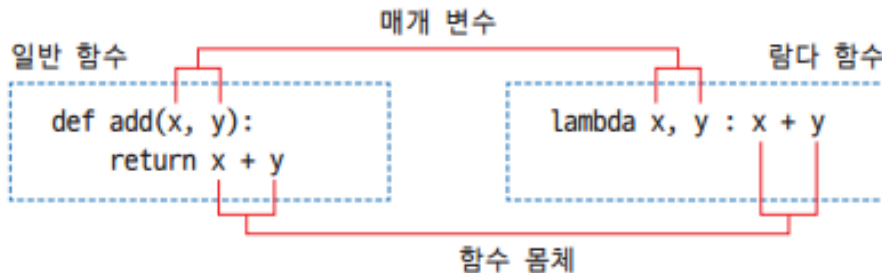 매개 변수
일반 함수
람다 함수
def add(x, y):
return x + y
lambda x, y : x + y
함수 몸체